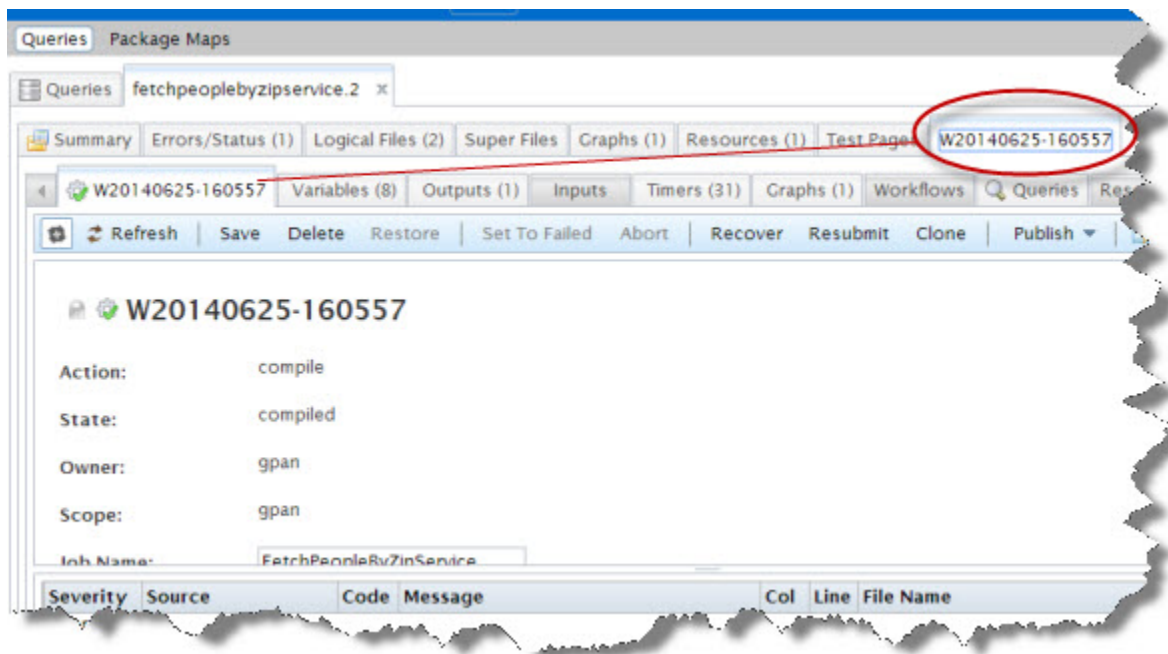 Queries Package Maps
Queries fetchpeoplebyzipservice.2 x
Summary Errors/Status (1) Logical Files (2) Super Files Graphs (1) Resources (1) Test Pages W20140625-160557
W20140625-160557 Variables (8) Outputs (1) Inputs Timers (31) Graphs (1) Workflows Queries
Refresh Save Delete Restore Set To Failed Abort Recover Resubmit Clone Publish
W20140625-160557
Action: compile
State: compiled
Owner: gpan
Scope: gpan
Job Name: FetchPeopleByZipService
Severity Source Code Message Col Line File Name